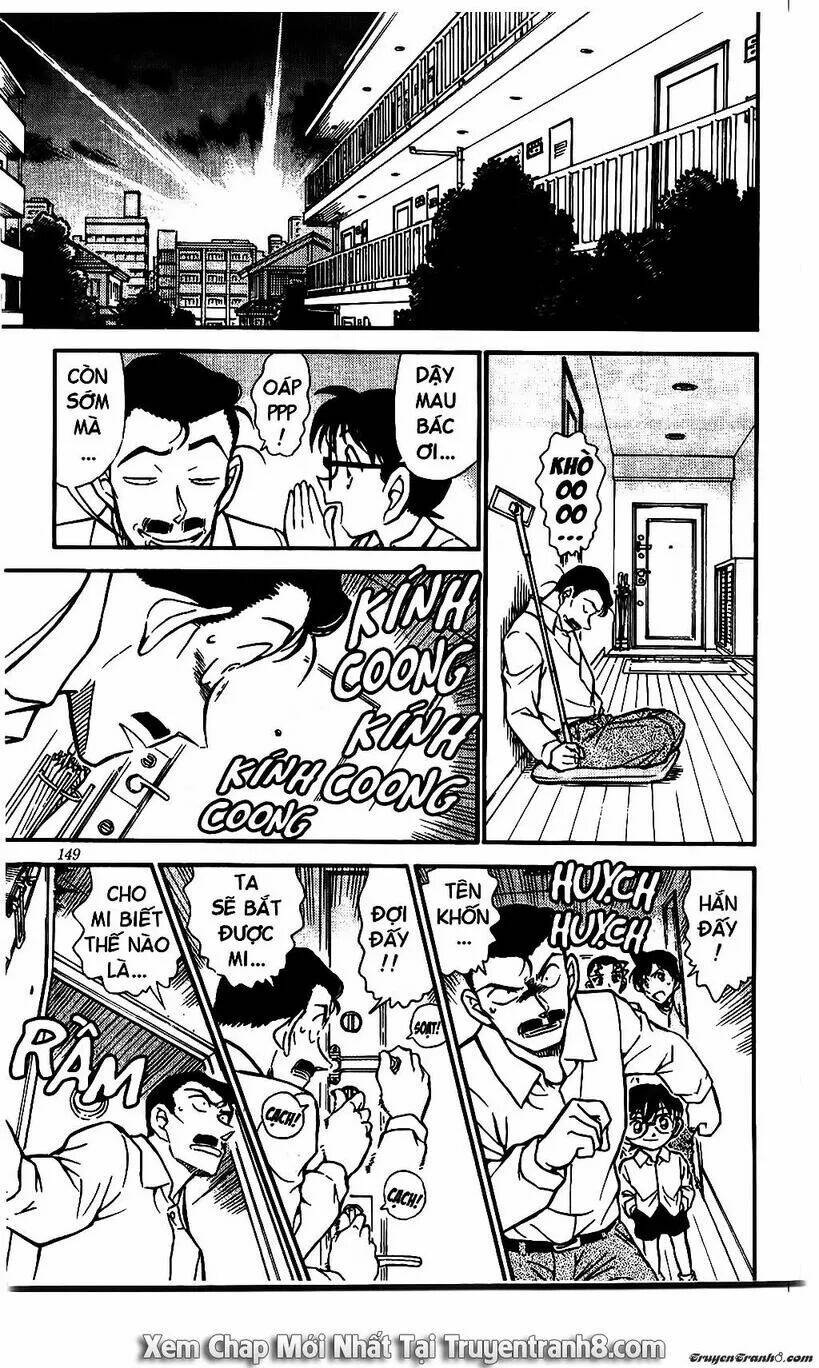 KHÒ
OO
OO
...
DẬY
MAU
BÁC
ƠI...
OÁP
PPP
!
CÒN
SỚM
MÀ
...
KÍNH
COONG
KÍNH
COONG
KÍNH
COONG
149
HẮN
ĐẤY
!
HUỴCH
HUỴCH
TÊN
KHỐN
...
ĐỢI
ĐẤY
!!
SOẠT!
TA
SẼ BẮT
ĐƯỢC
MI...
CẠCH!
CẠCH!
CHO
MI BIẾT
THẾ NÀO
LÀ...
RẦM
Xem Chap Mới Nhất Tại Truyentranh8.com
TruyenTranh8.com